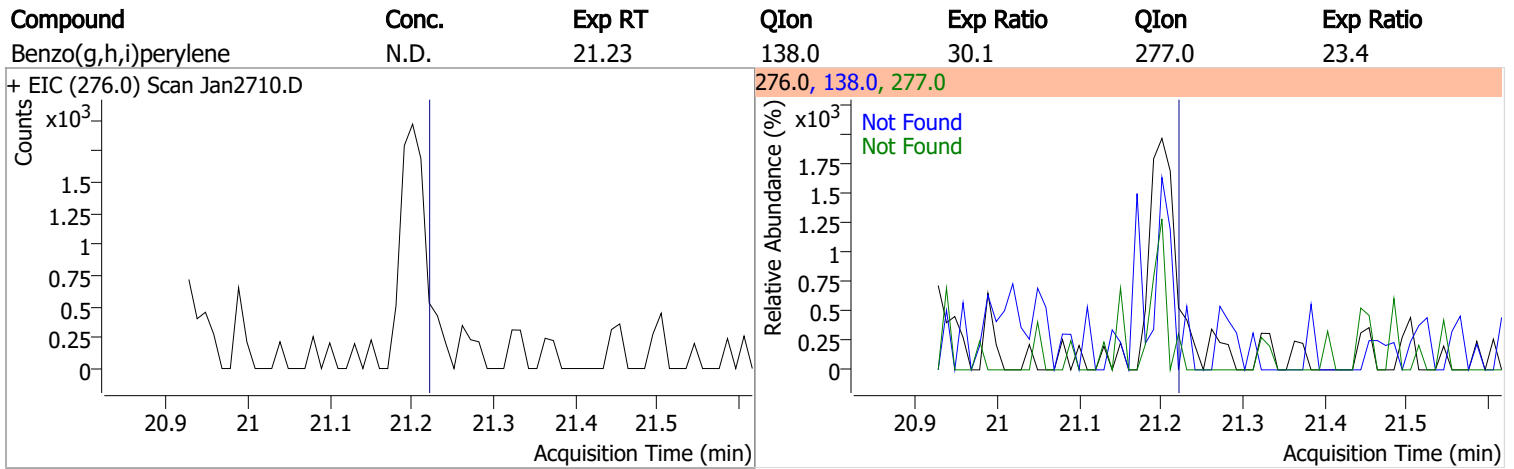 Compound Conc. Exp RT QIon Exp Ratio QIon Exp Ratio
Benzo(g,h,i)perylene N.D. 21.23 138.0 30.1 277.0 23.4
+ EIC (276.0) Scan Jan2710.D
Counts
x10³
1.5
1.25
1
0.75
0.5
0.25
0
20.9 21 21.1 21.2 21.3 21.4 21.5
Acquisition Time (min)
276.0, 138.0, 277.0
Relative Abundance (%)
x10³
Not Found
Not Found
1.75
1.5
1.25
1
0.75
0.5
0.25
0
20.9 21 21.1 21.2 21.3 21.4 21.5
Acquisition Time (min)